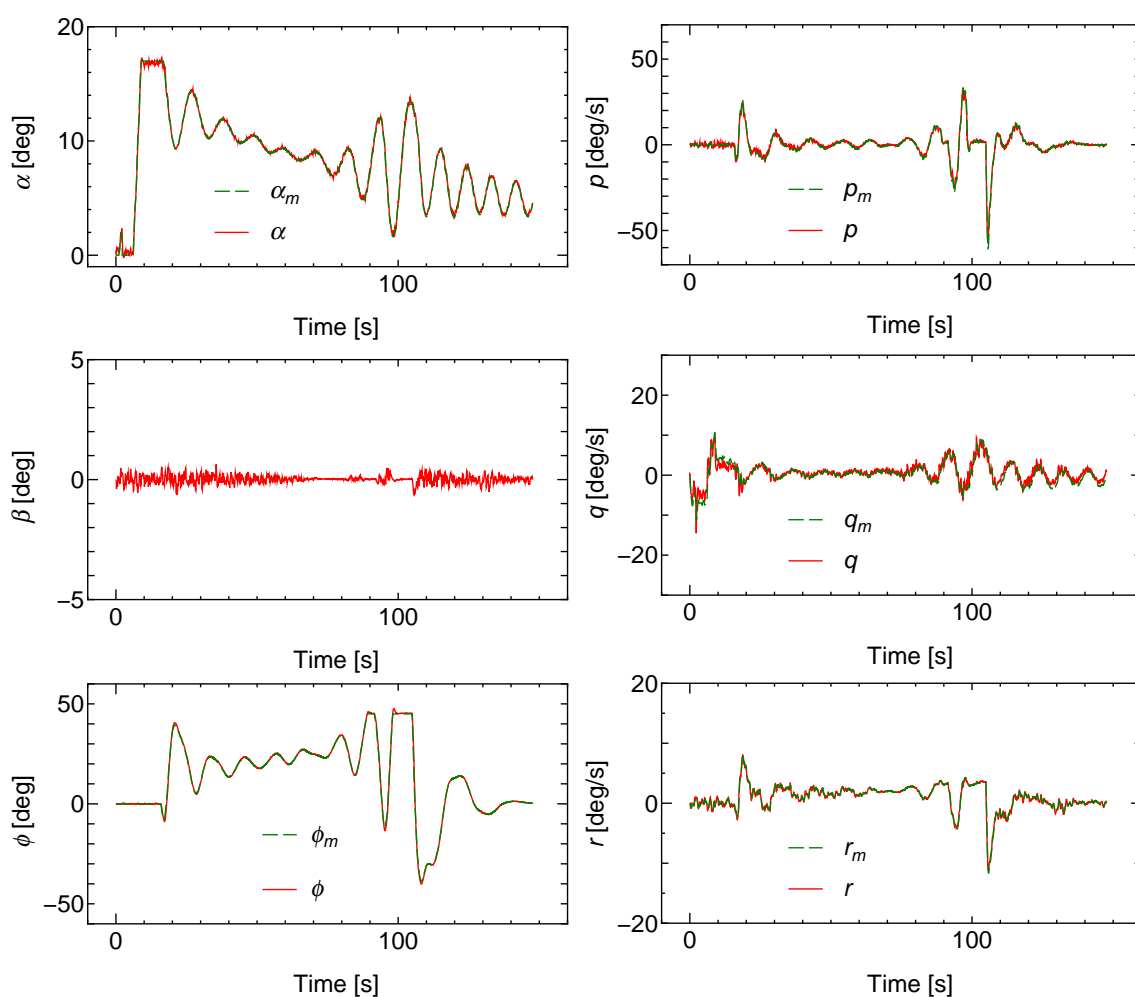 20
10
0
α [deg]
α_m
α
0
100
Time [s]
50
0
−50
p [deg/s]
p_m
p
0
100
Time [s]
5
0
−5
β [deg]
0
100
Time [s]
20
0
−20
q [deg/s]
q_m
q
0
100
Time [s]
50
0
−50
ϕ [deg]
ϕ_m
ϕ
0
100
Time [s]
20
0
−20
r [deg/s]
r_m
r
0
100
Time [s]